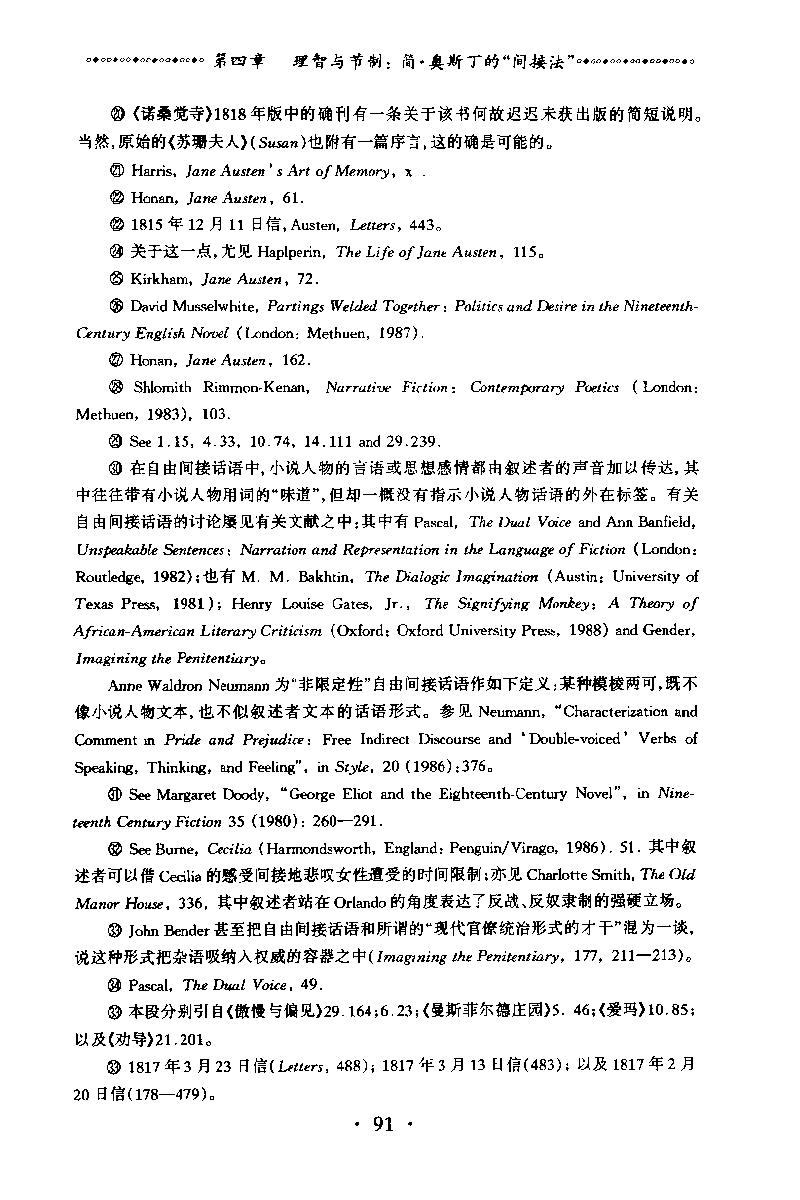 第四章 理智与节制：简·奥斯丁的“间接法”
⑳《诺桑觉寺》1818年版中的确刊有一条关于该书何故迟迟未获出版的简短说明。
当然,原始的《苏珊夫人》(Susan)也附有一篇序言,这的确是可能的。
㉑ Harris, Jane Austen's Art of Memory, x .
㉒ Honan, Jane Austen, 61.
㉒ 1815年12月11日信,Austen, Letters, 443。
㉔ 关于这一点,尤见 Haplperin, The Life of Jane Austen, 115。
㉕ Kirkham, Jane Austen, 72.
㉖ David Musselwhite, Partings Welded Together: Politics and Desire in the Nineteenth-
Century English Novel (London: Methuen, 1987).
㉗ Honan, Jane Austen, 162.
㉘ Shlomith Rimmon-Kenan, Narrative Fiction: Contemporary Poetics (London:
Methuen, 1983), 103.
㉙ See 1.15, 4.33, 10.74, 14.111 and 29.239.
㉚ 在自由间接话语中,小说人物的言语或思想感情都由叙述者的声音加以传达,其
中往往带有小说人物用词的“味道”,但却一概没有指示小说人物话语的外在标签。有关
自由间接话语的讨论屡见有关文献之中;其中有 Pascal, The Dual Voice and Ann Banfield,
Unspeakable Sentences: Narration and Representation in the Language of Fiction (London:
Routledge, 1982);也有 M. M. Bakhtin, The Dialogic Imagination (Austin: University of
Texas Press, 1981); Henry Louise Gates, Jr., The Signifying Monkey: A Theory of
African-American Literary Criticism (Oxford: Oxford University Press, 1988) and Gender,
Imagining the Penitentiary。
Anne Waldron Neumann 为“非限定性”自由间接话语作如下定义:某种模棱两可,既不
像小说人物文本,也不似叙述者文本的话语形式。参见 Neumann, “Characterization and
Comment in Pride and Prejudice: Free Indirect Discourse and ‘Double-voiced’ Verbs of
Speaking, Thinking, and Feeling”, in Style, 20 (1986):376。
㉛ See Margaret Doody, “George Eliot and the Eighteenth-Century Novel”, in Nine-
teenth Century Fiction 35 (1980): 260—291.
㉜ See Burne, Cecilia (Harmondsworth, England: Penguin/Virago, 1986). 51. 其中叙
述者可以借 Cecilia 的感受间接地悲叹女性遭受的时间限制;亦见 Charlotte Smith, The Old
Manor House, 336, 其中叙述者站在 Orlando 的角度表达了反战、反奴隶制的强硬立场。
㉝ John Bender 甚至把自由间接话语和所谓的“现代官僚统治形式的才干”混为一谈,
说这种形式把杂语吸纳入权威的容器之中(Imagining the Penitentiary, 177, 211—213)。
㉞ Pascal, The Dual Voice, 49.
㉝ 本段分别引自《傲慢与偏见》29.164;6.23;《曼斯菲尔德庄园》5. 46;《爱玛》10.85;
以及《劝导》21.201。
㉝ 1817年3月23日信(Letters, 488); 1817年3月13日信(483); 以及1817年2月
20日信(178—479)。
· 91 ·